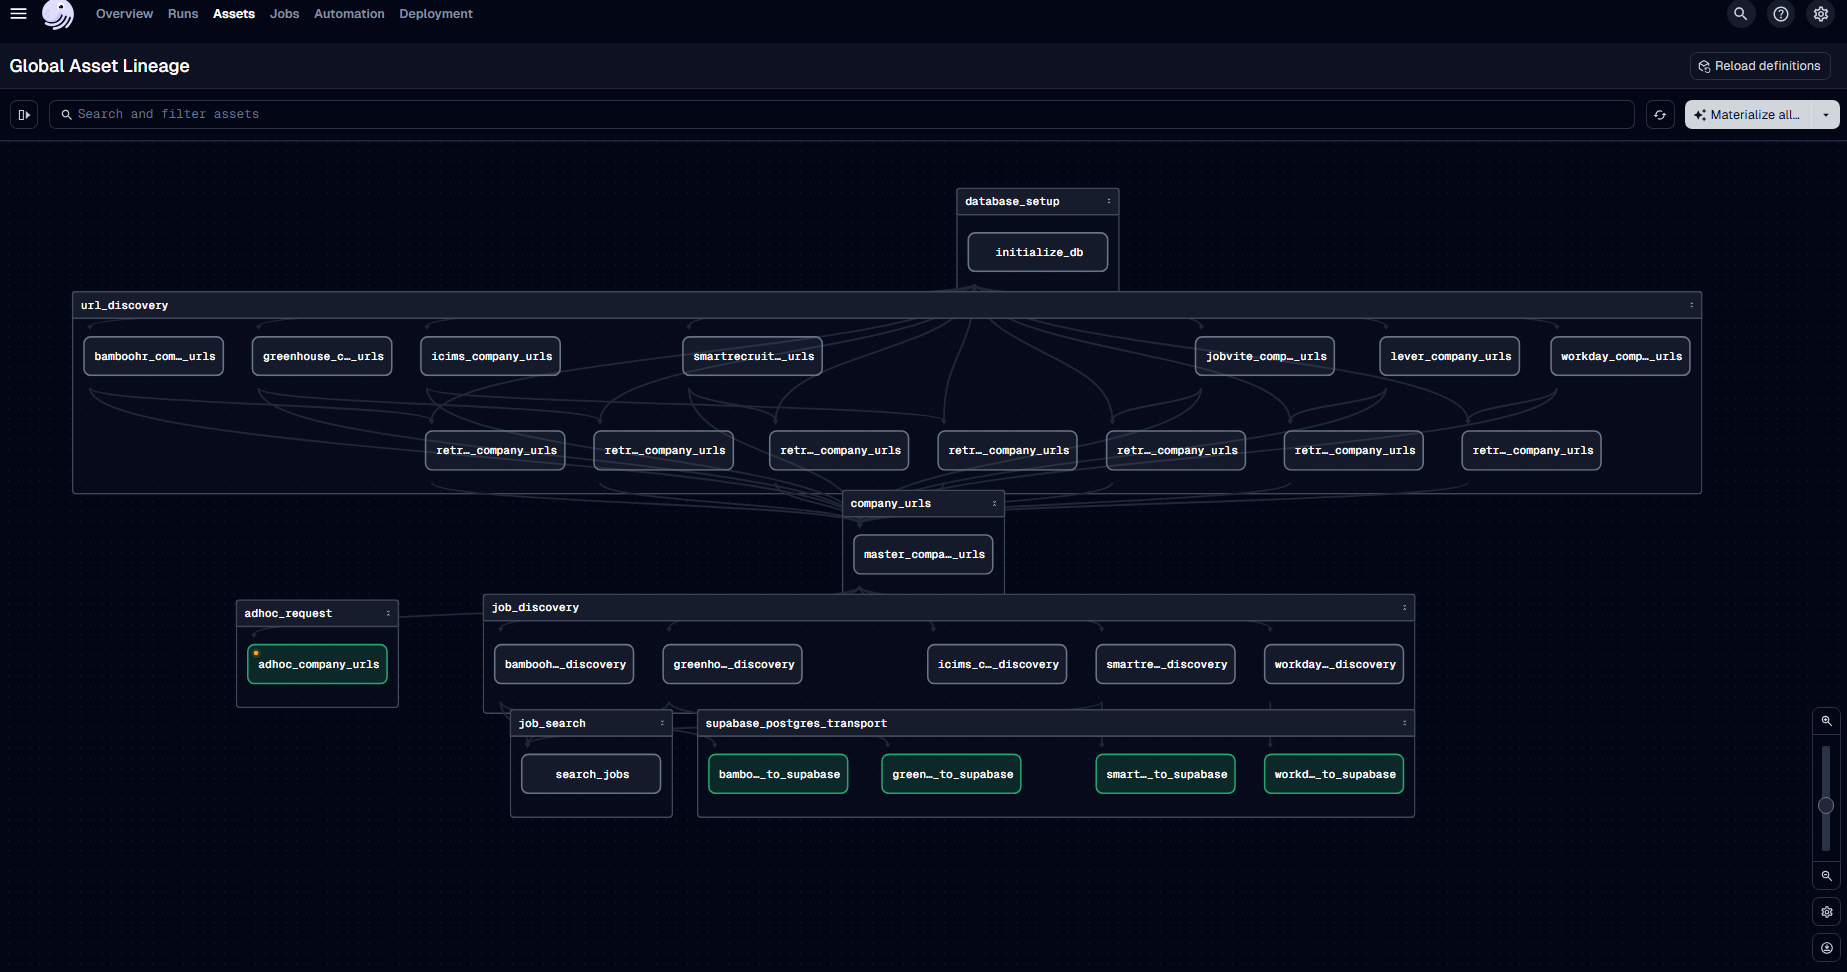 Overview Runs Assets Jobs Automation Deployment
Global Asset Lineage
Reload definitions
Search and filter assets
Materialize all…
database_setup
initialize_db
url_discovery
bamboohr_com…_urls
greenhouse_c…_urls
icims_company_urls
smartrecruit…_urls
jobvite_comp…_urls
lever_company_urls
workday_comp…_urls
retr…_company_urls
retr…_company_urls
retr…_company_urls
retr…_company_urls
retr…_company_urls
retr…_company_urls
retr…_company_urls
company_urls
master_compa…_urls
adhoc_request
adhoc_company_urls
job_discovery
bambooh…_discovery
greenho…_discovery
icims_c…_discovery
smartre…_discovery
workday…_discovery
job_search
search_jobs
supabase_postgres_transport
bambo…_to_supabase
green…_to_supabase
smart…_to_supabase
workd…_to_supabase